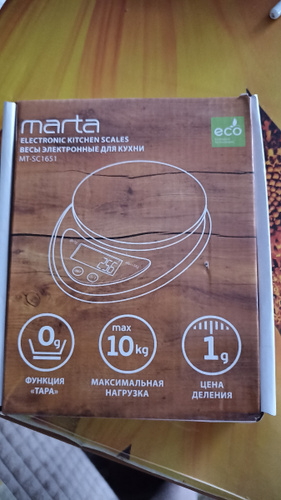 marta
eco
ELECTRONIC KITCHEN SCALES
ВЕСЫ ЭЛЕКТРОННЫЕ ДЛЯ КУХНИ
MT-SC1651
256
0g
max
10kg
1g
ФУНКЦИЯ
«ТАРА»
МАКСИМАЛЬНАЯ
НАГРУЗКА
ЦЕНА
ДЕЛЕНИЯ